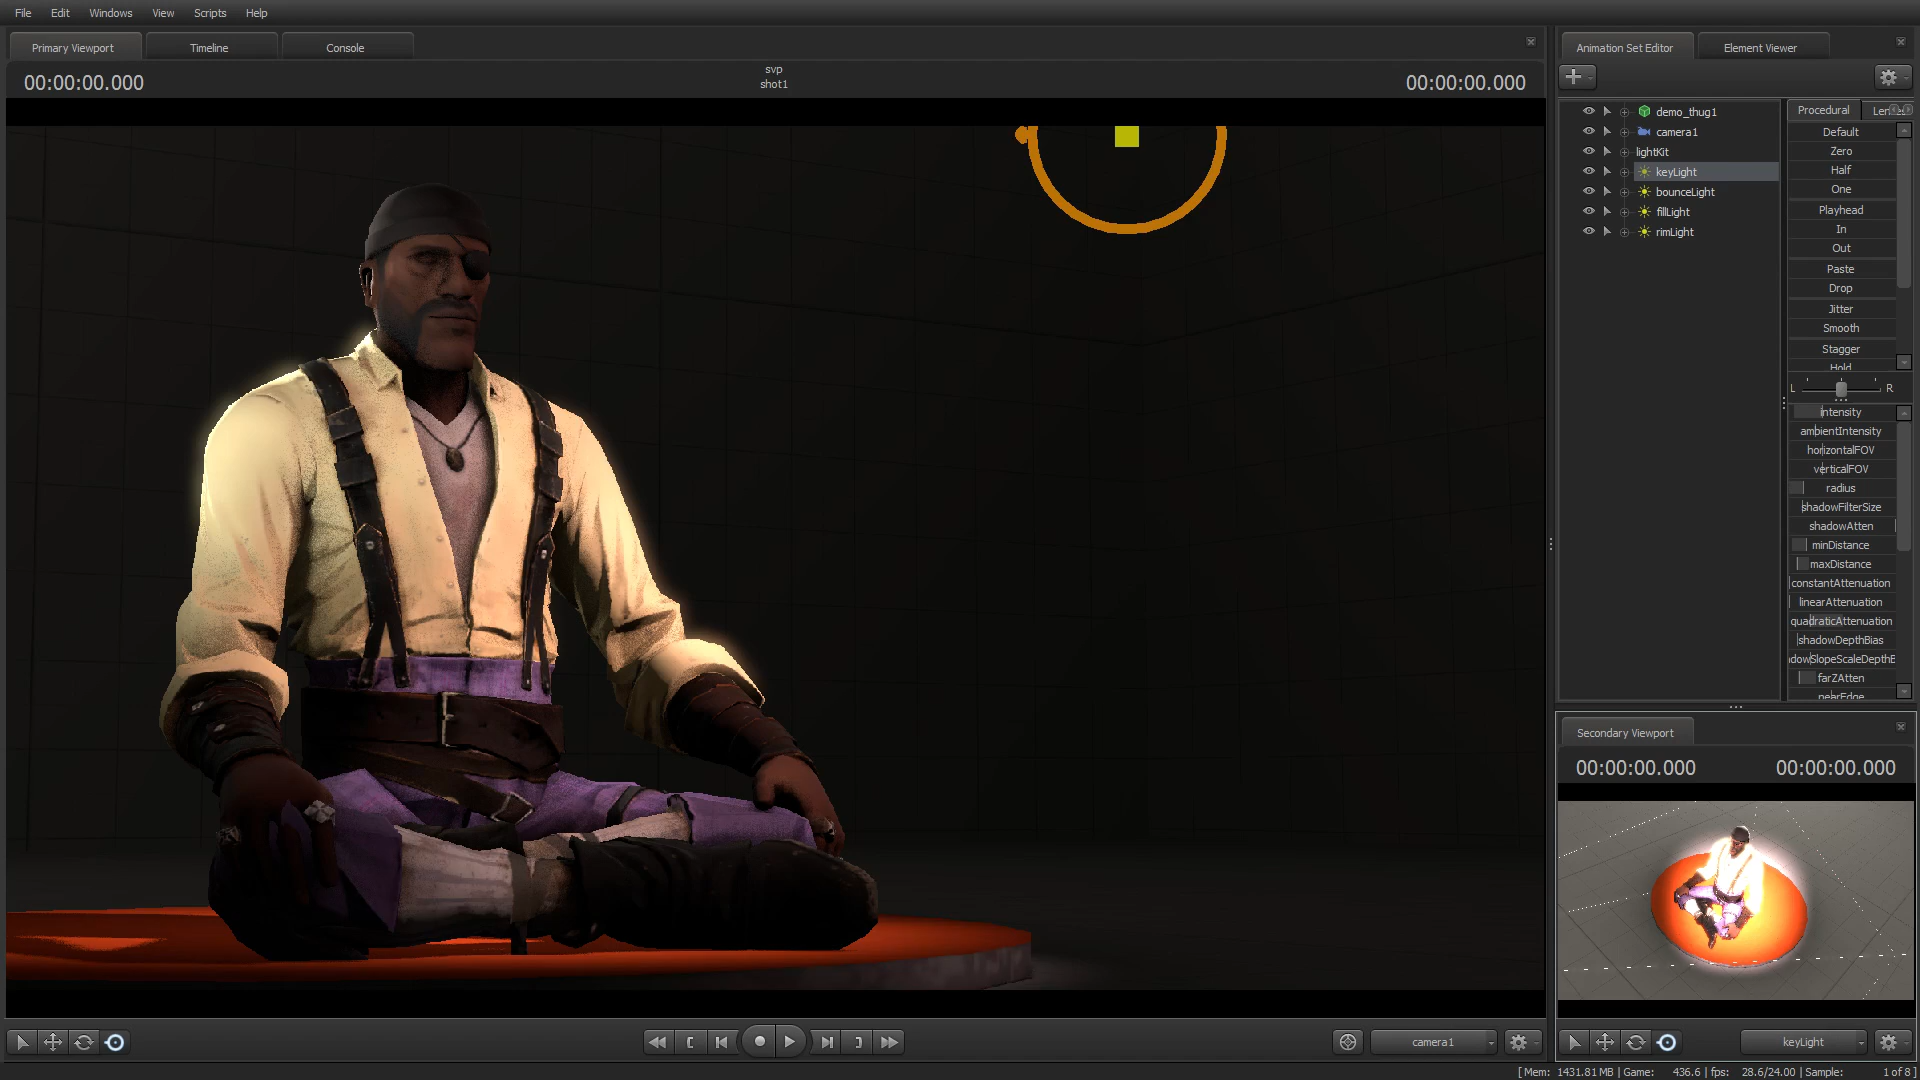 File Edit Windows View Scripts Help
Primary Viewport Timeline Console
00:00:00.000 svp 00:00:00.000
shot1
Animation Set Editor Element Viewer
demo_thug1
camera1
lightKit
keyLight
bounceLight
fillLight
rimLight
Procedural
Default
Zero
Half
One
Playhead
In
Out
Paste
Drop
Jitter
Smooth
Stagger
Hold
L R
intensity
ambientIntensity
horizontalFOV
verticalFOV
radius
shadowFilterSize
shadowAtten
minDistance
maxDistance
constantAttenuation
linearAttenuation
quadraticAttenuation
shadowDepthBias
dowSlopeScaleDepthB
farZAtten
nearEdge
Secondary Viewport
00:00:00.000 00:00:00.000
camera1
keyLight
[ Mem: 1431.81 MB | Game: 436.6 | fps: 28.6/24.00 | Sample: 1 of 8 ]